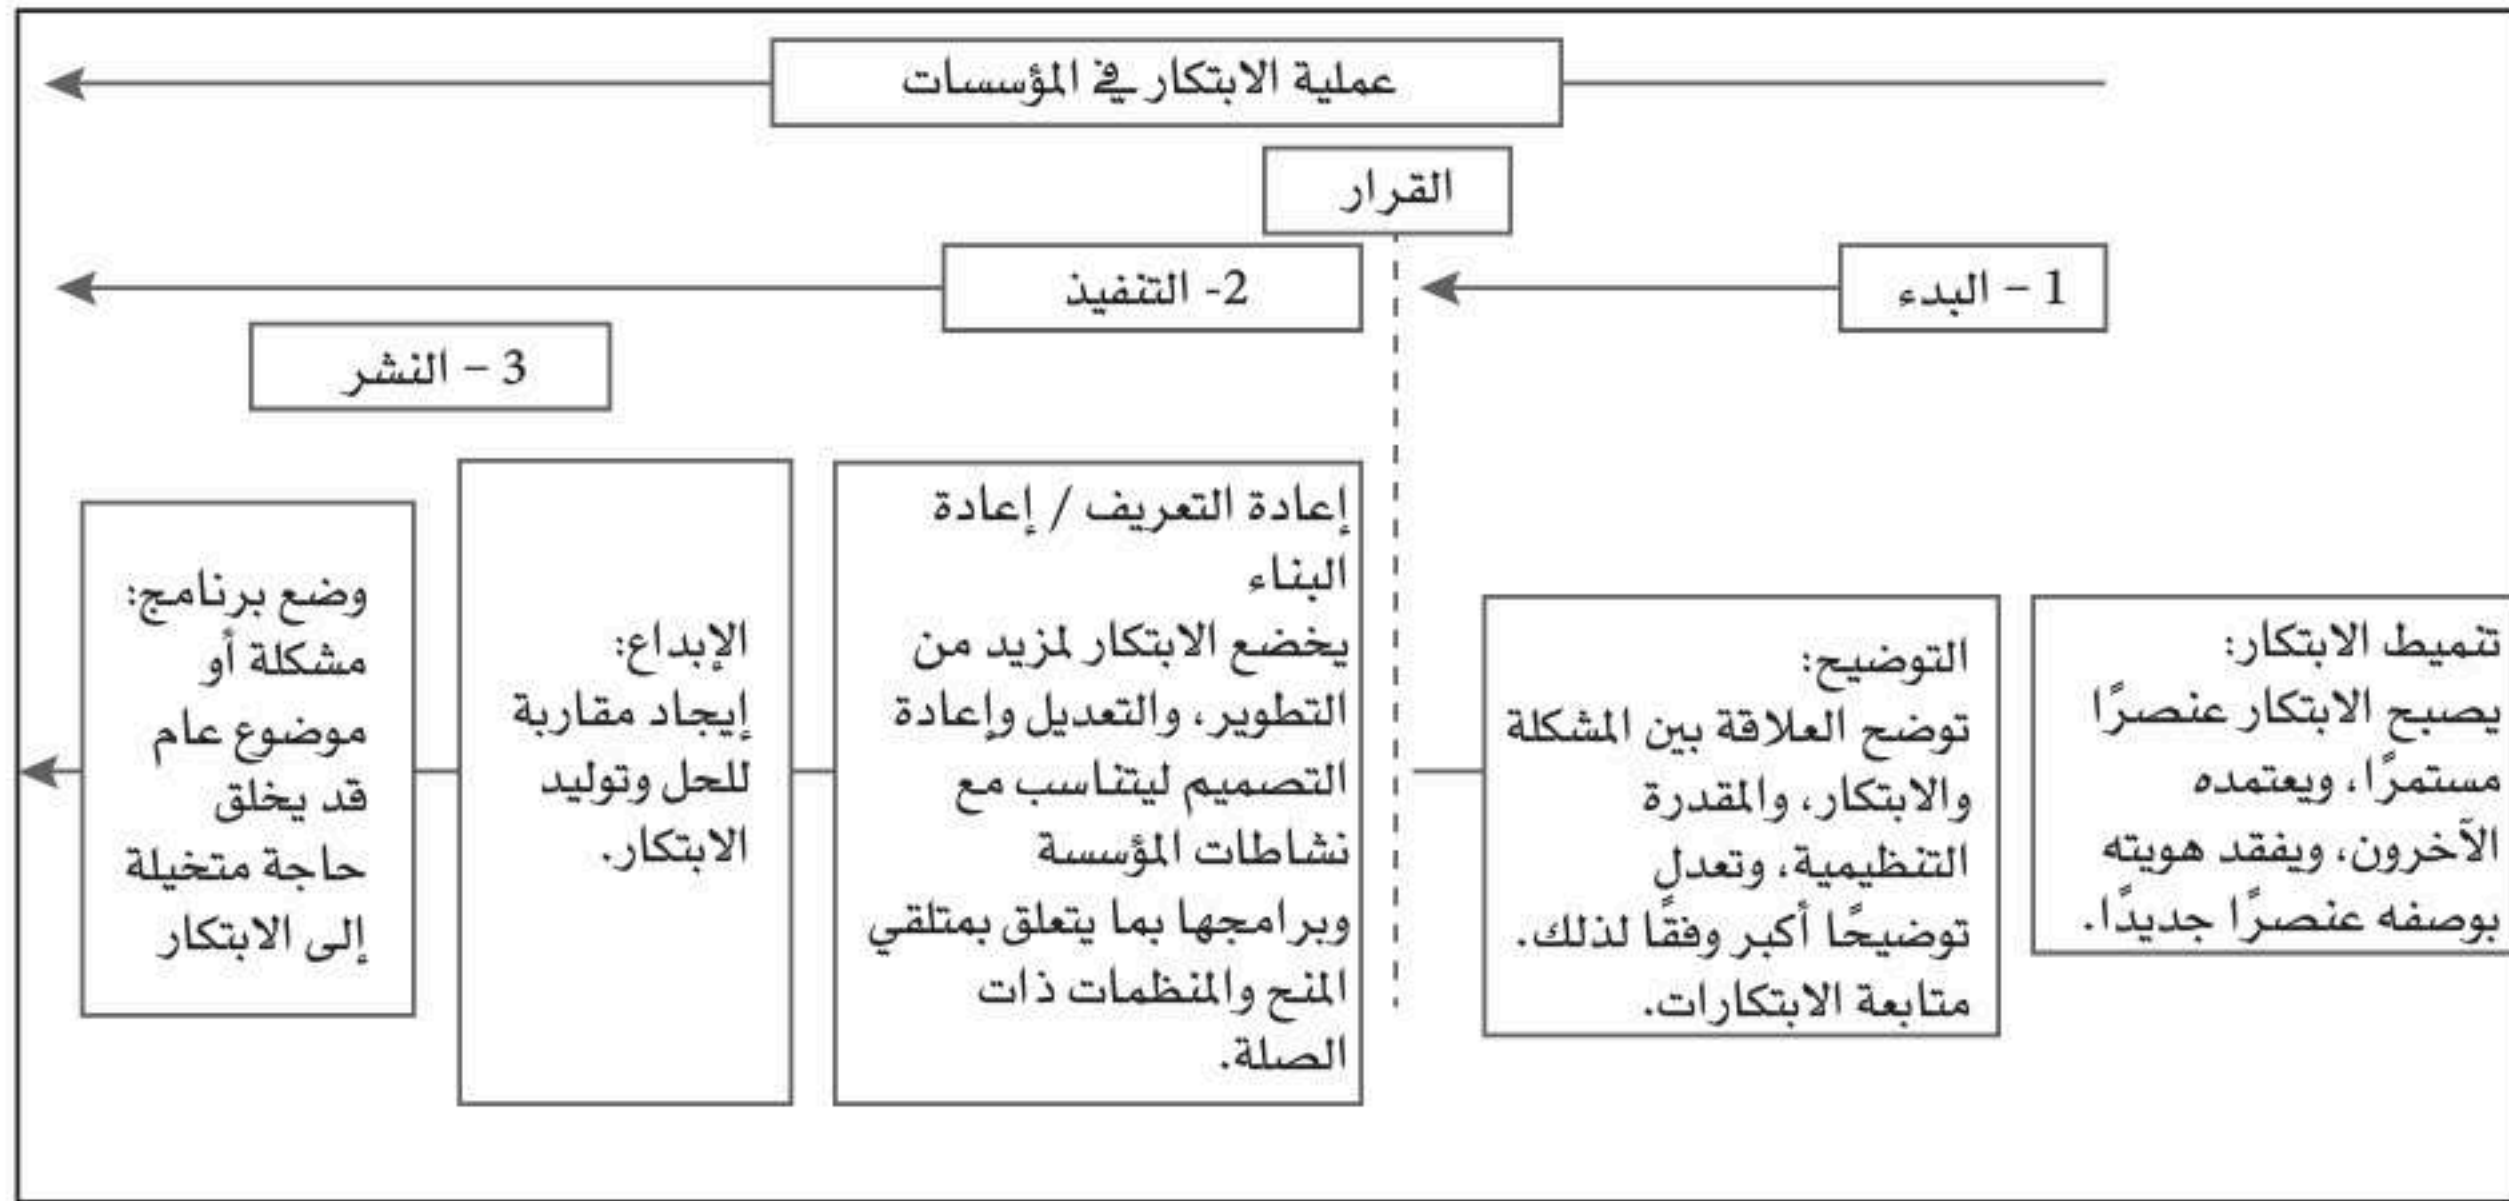 عملية الابتكار في المؤسسات
القرار
1 – البدء
2- التنفيذ
3 – النشر
تنميط الابتكار:
يصبح الابتكار عنصرًا
مستمرًا، ويعتمده
الآخرون، ويفقد هويته
بوصفه عنصرًا جديدًا.
التوضيح:
توضح العلاقة بين المشكلة
والابتكار، والمقدرة
التنظيمية، وتعدل
توضيحًا أكبر وفقًا لذلك.
متابعة الابتكارات.
إعادة التعريف / إعادة
البناء
يخضع الابتكار لمزيد من
التطوير، والتعديل وإعادة
التصميم ليتناسب مع
نشاطات المؤسسة
وبرامجها بما يتعلق بمتلقي
المنح والمنظمات ذات
الصلة.
الإبداع:
إيجاد مقاربة
للحل وتوليد
الابتكار.
وضع برنامج:
مشكلة أو
موضوع عام
قد يخلق
حاجة متخيلة
إلى الابتكار